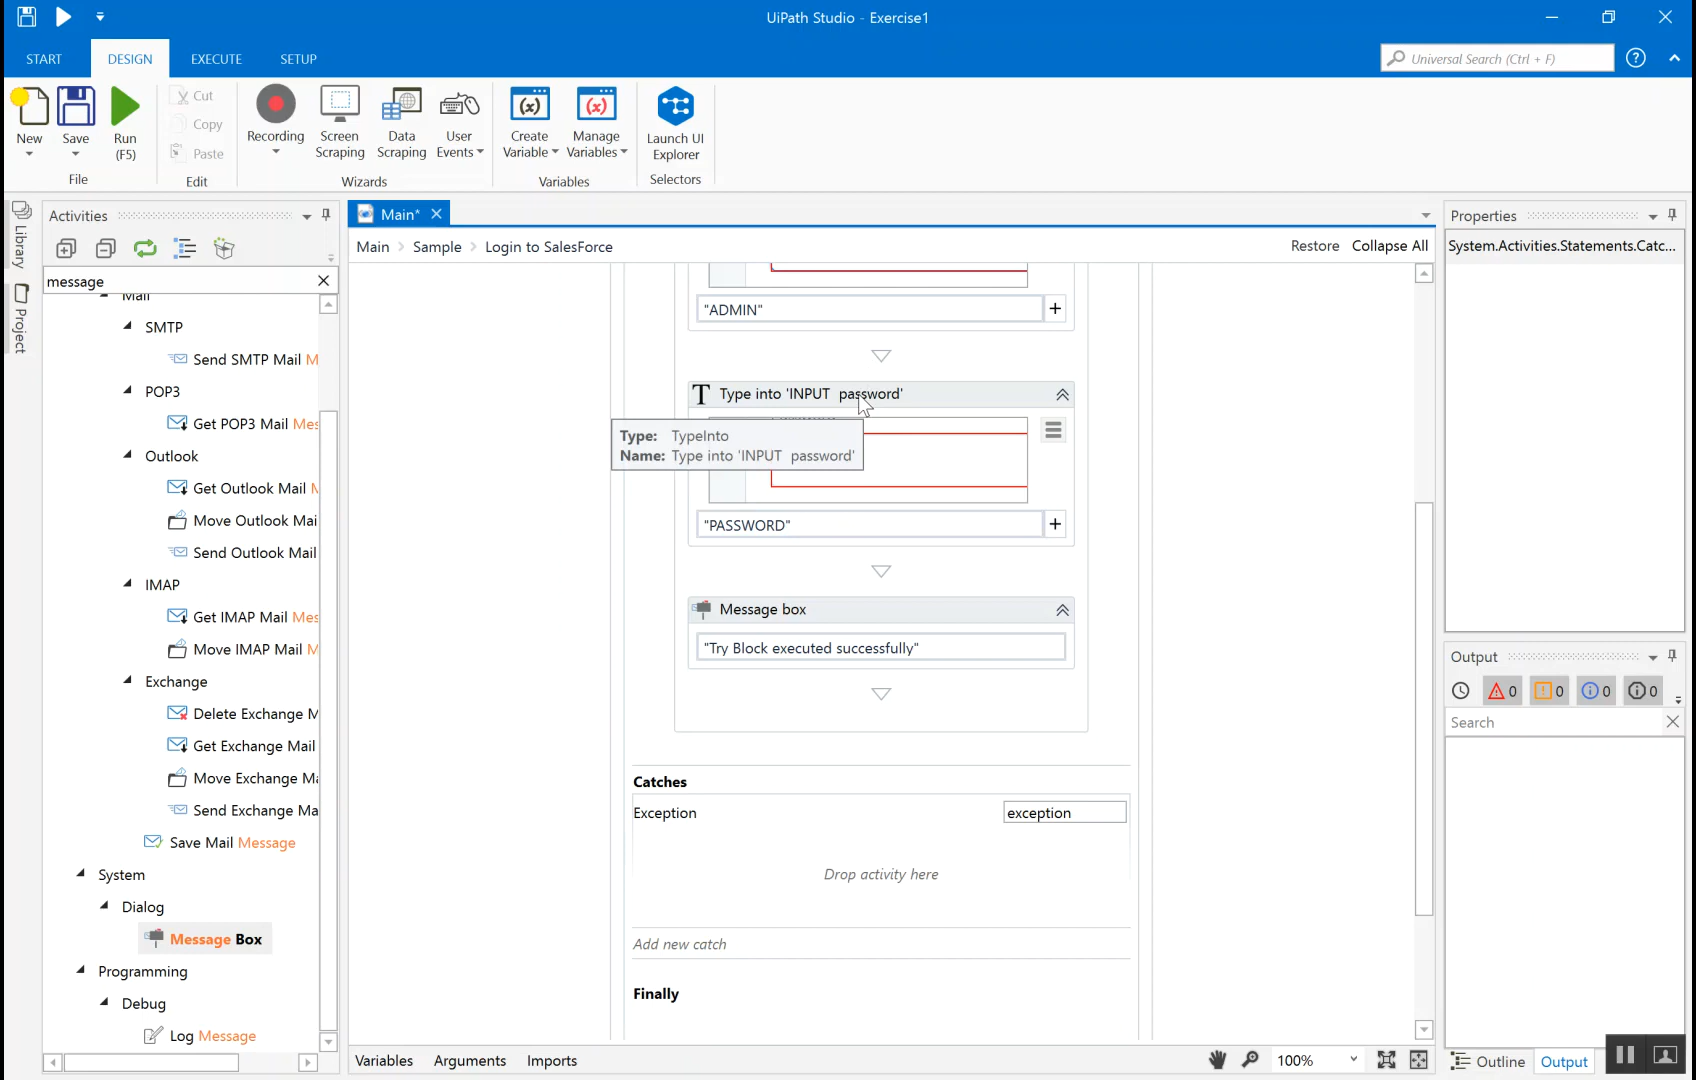 UiPath Studio - Exercise1
START
DESIGN
EXECUTE
SETUP
Universal Search (Ctrl + F)
New
Save
Run
(F5)
File
Cut
Copy
Paste
Edit
Recording
Screen
Scraping
Data
Scraping
User
Events
Wizards
Create
Variable
Manage
Variables
Variables
Launch UI
Explorer
Selectors
Library
Project
Activities
message
Mail
SMTP
Send SMTP Mail M
POP3
Get POP3 Mail Mes
Outlook
Get Outlook Mail M
Move Outlook Mai
Send Outlook Mail
IMAP
Get IMAP Mail Mes
Move IMAP Mail M
Exchange
Delete Exchange M
Get Exchange Mail
Move Exchange Ma
Send Exchange Ma
Save Mail Message
System
Dialog
Message Box
Programming
Debug
Log Message
Main*
Main > Sample > Login to SalesForce
Restore
Collapse All
"ADMIN"
Type into 'INPUT  password'
Type: TypeInto
Name: Type into 'INPUT  password'
"PASSWORD"
Message box
"Try Block executed successfully"
Catches
Exception
exception
Drop activity here
Add new catch
Finally
Variables
Arguments
Imports
100%
Properties
System.Activities.Statements.Catc...
Output
0
0
0
0
Search
Outline
Output